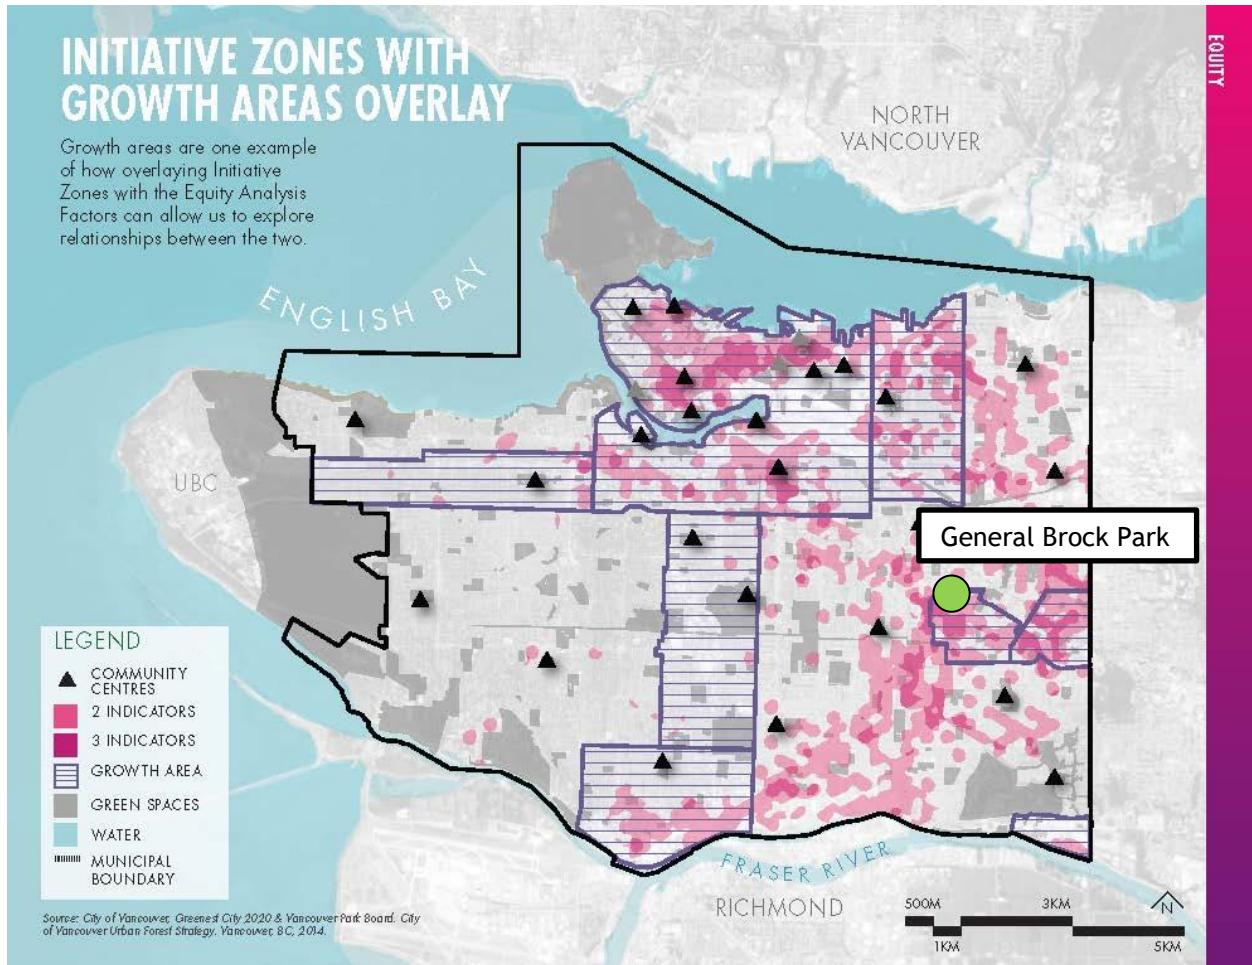 INITIATIVE ZONES WITH
GROWTH AREAS OVERLAY
Growth areas are one example
of how overlaying Initiative
Zones with the Equity Analysis
Factors can allow us to explore
relationships between the two.
EQUITY
NORTH
VANCOUVER
ENGLISH BAY
UBC
General Brock Park
LEGEND
COMMUNITY
CENTRES
2 INDICATORS
3 INDICATORS
GROWTH AREA
GREEN SPACES
WATER
MUNICIPAL
BOUNDARY
FRASER RIVER
RICHMOND
Source: City of Vancouver, Greenest City 2020 & Vancouver Park Board. City
of Vancouver Urban Forest Strategy. Vancouver, BC, 2014.
500M 3KM
N
1KM 5KM